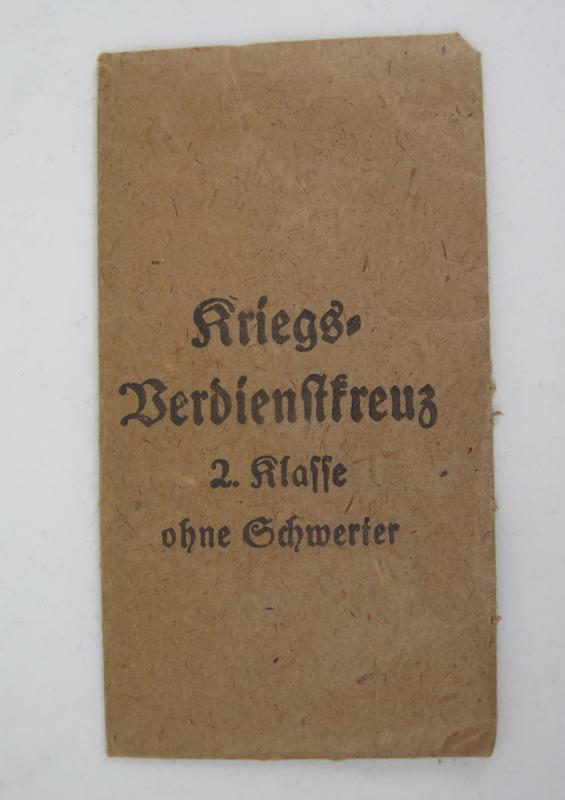 Kriegs-
Verdienstkreuz
2. Klasse
ohne Schwerter